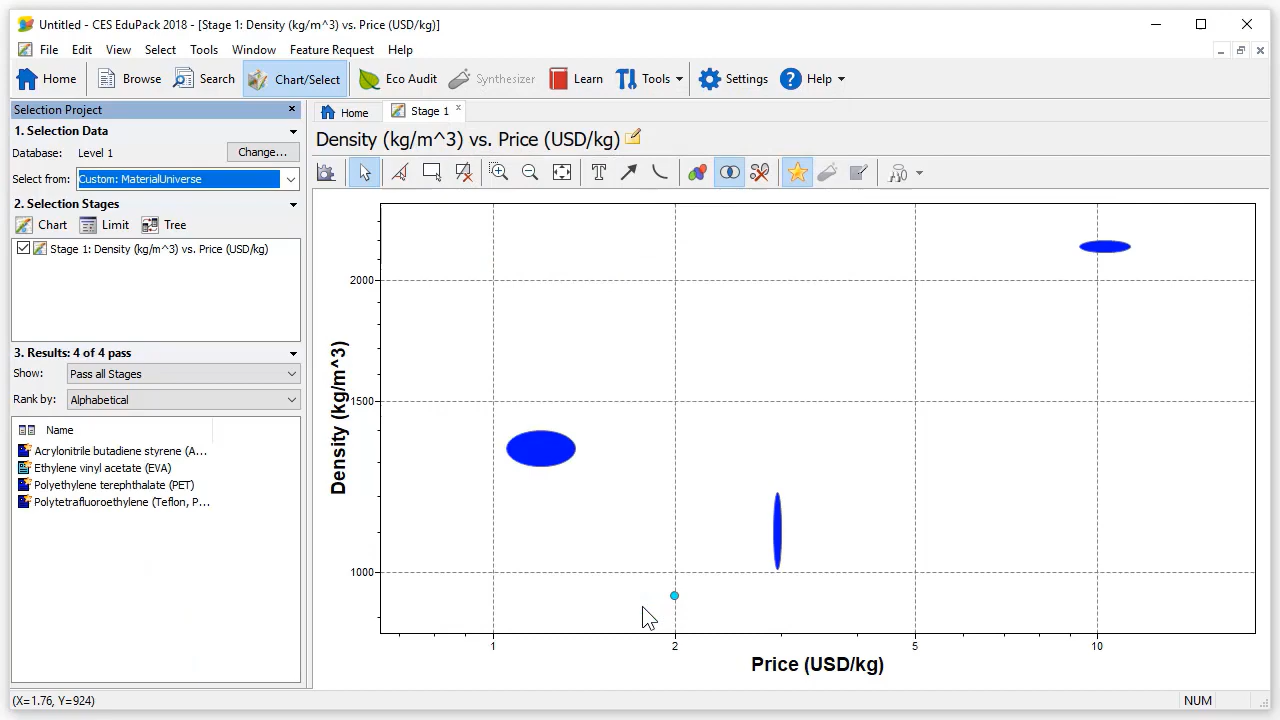 Untitled - CES EduPack 2018 - [Stage 1: Density (kg/m^3) vs. Price (USD/kg)]
File Edit View Select Tools Window Feature Request Help
Home Browse Search Chart/Select Eco Audit Synthesizer Learn Tools Settings Help
Selection Project
1. Selection Data
Database: Level 1 Change...
Select from: Custom: MaterialUniverse
2. Selection Stages
Chart Limit Tree
Stage 1: Density (kg/m^3) vs. Price (USD/kg)
3. Results: 4 of 4 pass
Show: Pass all Stages
Rank by: Alphabetical
Name
Acrylonitrile butadiene styrene (A...
Ethylene vinyl acetate (EVA)
Polyethylene terephthalate (PET)
Polytetrafluoroethylene (Teflon, P...
Home Stage 1
Density (kg/m^3) vs. Price (USD/kg)
Density (kg/m^3)
2000
1500
1000
1 2 5 10
Price (USD/kg)
(X=1.76, Y=924) NUM